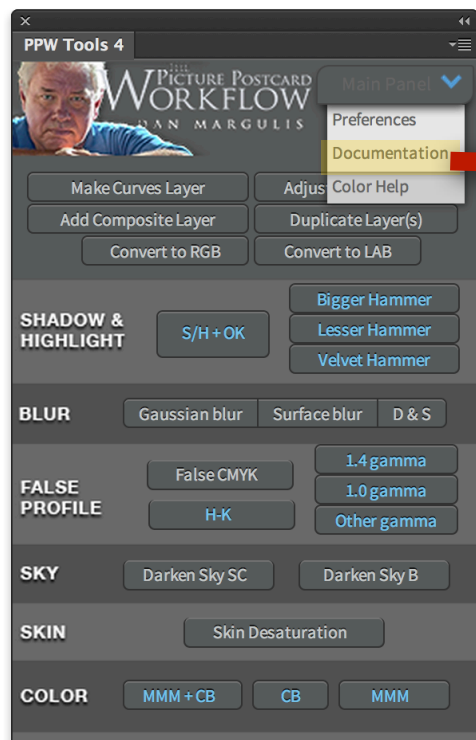 PPW Tools 4
THE
PICTURE POSTCARD
WORKFLOW
DAN MARGULIS
Main Panel
Preferences
Documentation
Color Help
Make Curves Layer
Adjus
Add Composite Layer
Duplicate Layer(s)
Convert to RGB
Convert to LAB
SHADOW &
HIGHLIGHT
S/H + OK
Bigger Hammer
Lesser Hammer
Velvet Hammer
BLUR
Gaussian blur
Surface blur
D & S
FALSE
PROFILE
False CMYK
H-K
1.4 gamma
1.0 gamma
Other gamma
SKY
Darken Sky SC
Darken Sky B
SKIN
Skin Desaturation
COLOR
MMM + CB
CB
MMM